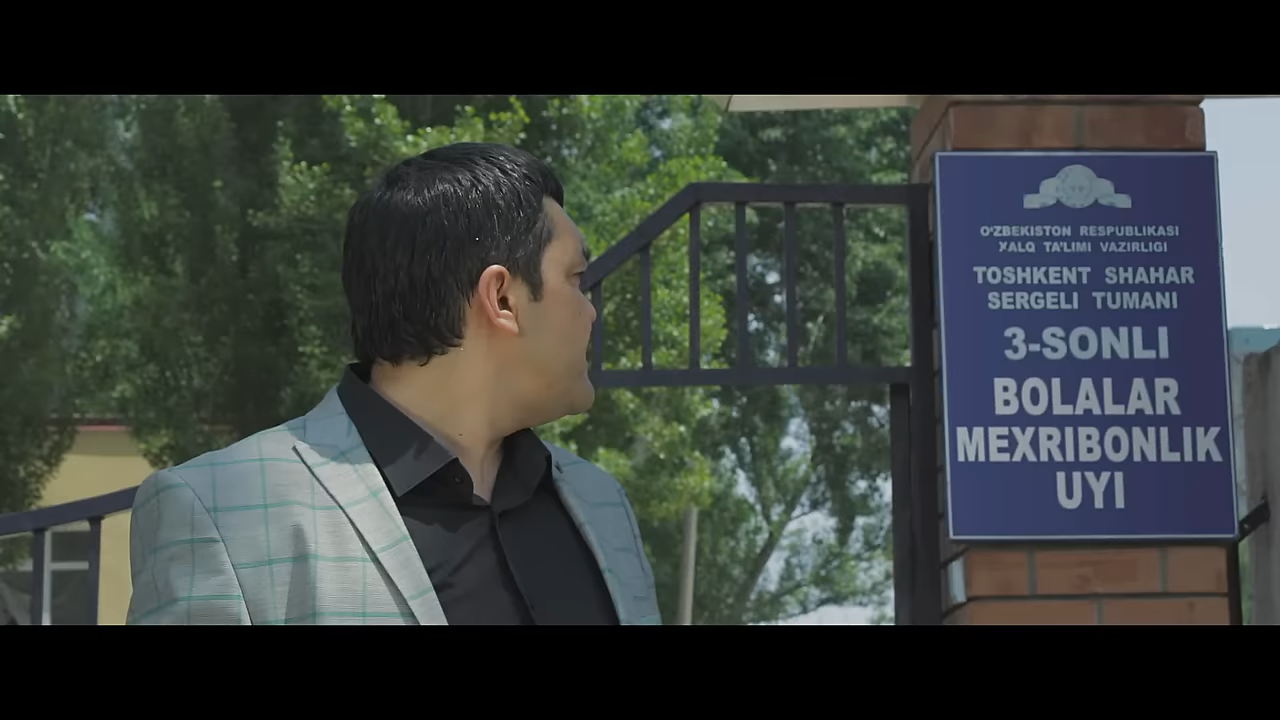 O'ZBEKISTON RESPUBLIKASI
XALQ TA'LIMI VAZIRLIGI
TOSHKENT SHAHAR
SERGELI TUMANI
3-SONLI
BOLALAR
MEXRIBONLIK
UYI